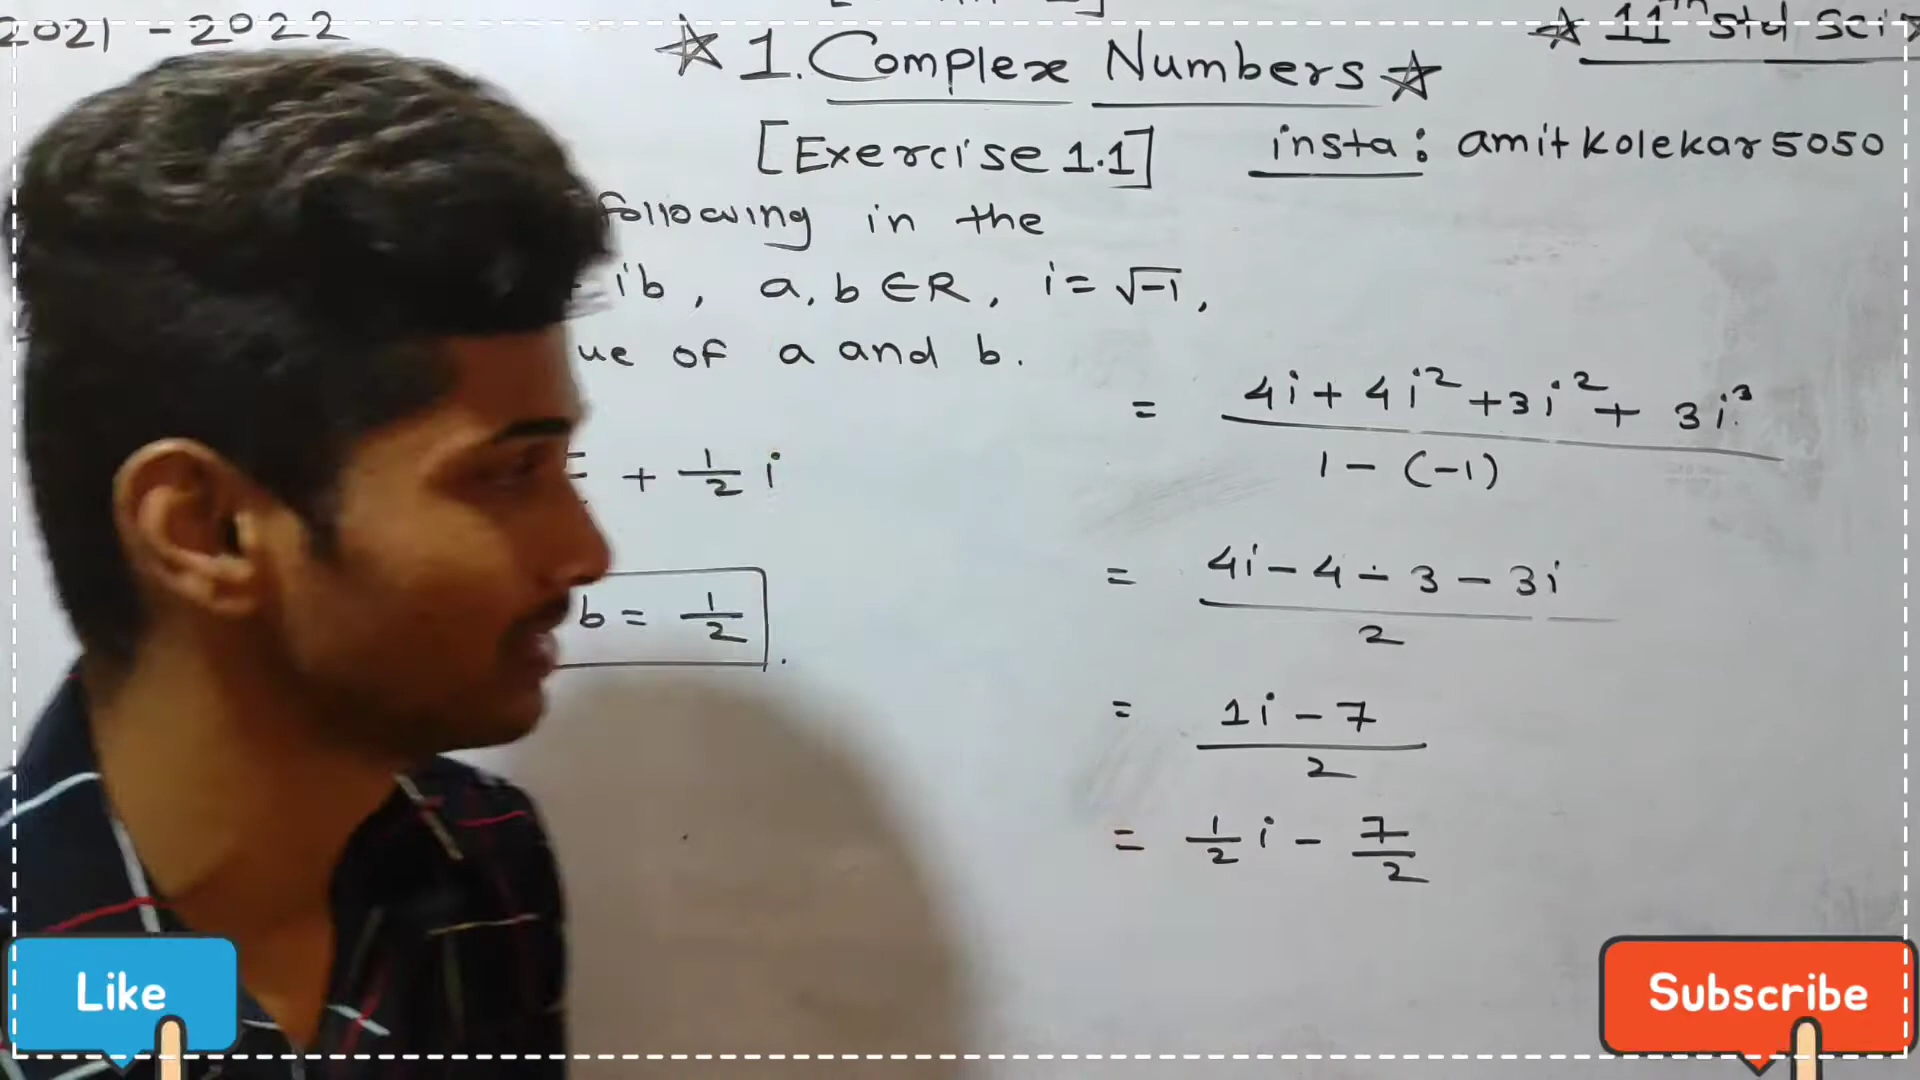 2021 - 2022
☆ 1. Complex Numbers ☆
☆ 11th std Sci
[Exercise 1.1]
insta: amitkolekar5050
following in the
ib, a, b ∈ R, i = √-1,
of a and b.
+ 1/2 i
b = 1/2 .
= (4i + 4i² + 3i² + 3i³) / (1 - (-1))
= (4i - 4 - 3 - 3i) / 2
= (1i - 7) / 2
= 1/2 i - 7/2
Like
Subscribe